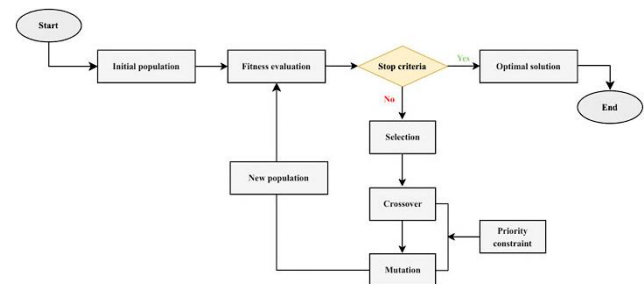 Start
Initial population
Fitness evaluation
Stop criteria
Yes
Optimal solution
End
No
Selection
New population
Crossover
Priority
constraint
Mutation